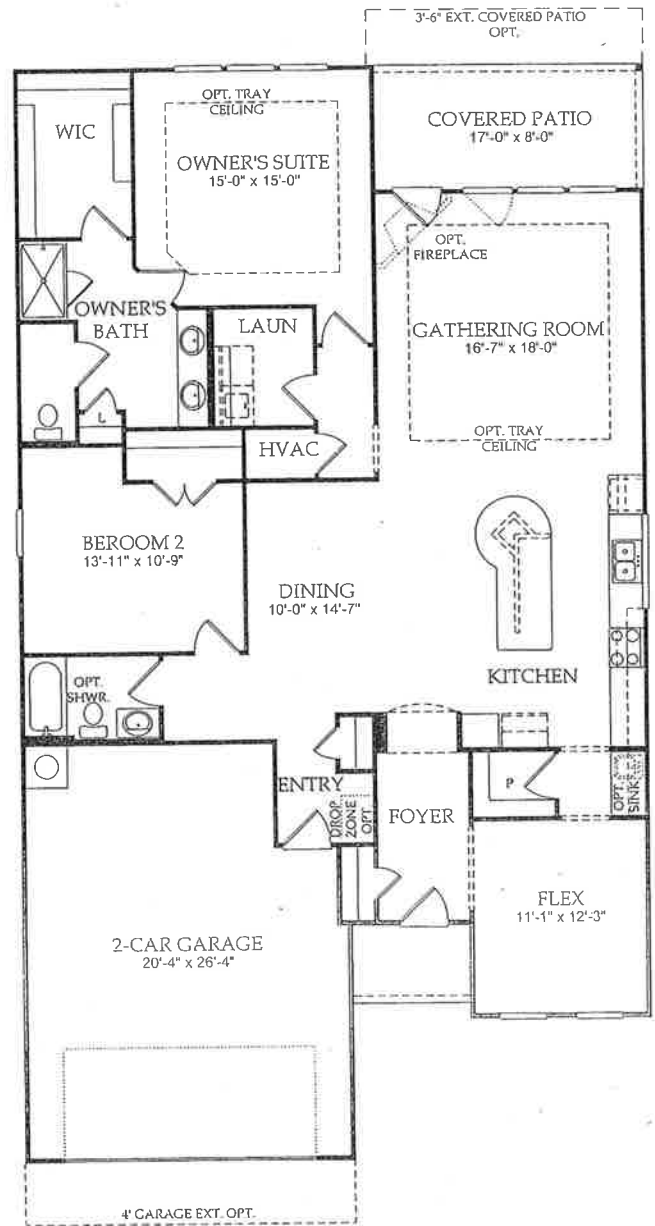 3'-6" EXT. COVERED PATIO
OPT.
COVERED PATIO
17'-0" x 8'-0"
OPT. TRAY
CEILING
WIC
OWNER'S SUITE
15'-0" x 15'-0"
OPT.
FIREPLACE
OWNER'S
BATH
LAUN
GATHERING ROOM
16'-7" x 18'-0"
OPT. TRAY
CEILING
L
HVAC
BEROOM 2
13'-11" x 10'-9"
DINING
10'-0" x 14'-7"
KITCHEN
OPT.
SHWR.
ENTRY
DROP
ZONE
OPT
FOYER
P
OPT.
SINK
FLEX
11'-1" x 12'-3"
2-CAR GARAGE
20'-4" x 26'-4"
4' GARAGE EXT. OPT.